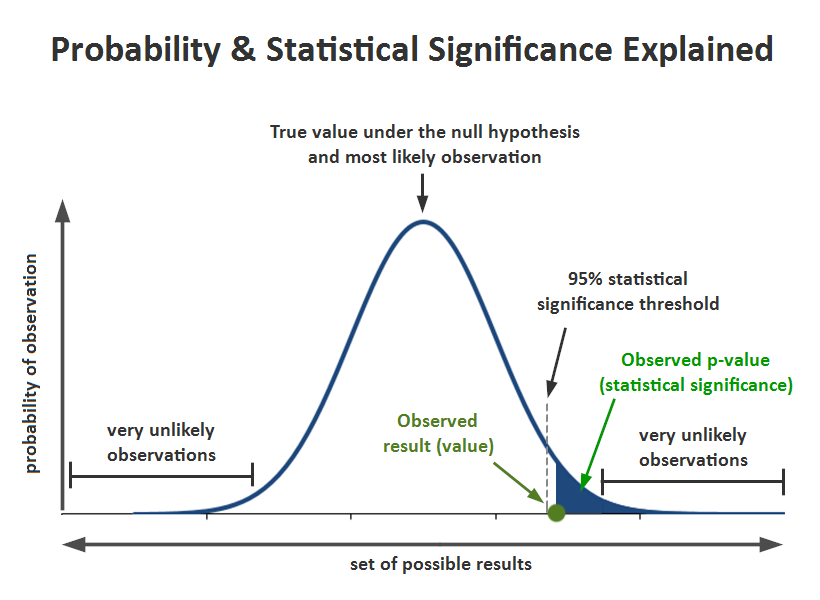 Probability & Statistical Significance Explained
True value under the null hypothesis
and most likely observation
95% statistical
significance threshold
Observed p-value
(statistical significance)
Observed
result (value)
very unlikely
observations
very unlikely
observations
probability of observation
set of possible results